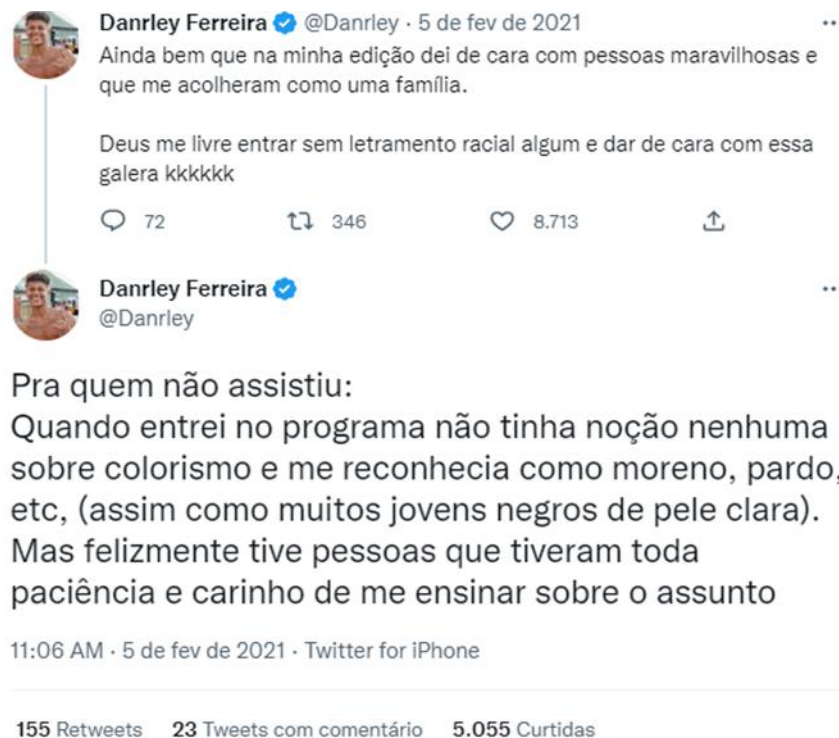 Danrley Ferreira @Danrley · 5 de fev de 2021
Ainda bem que na minha edição dei de cara com pessoas maravilhosas e
que me acolheram como uma família.
Deus me livre entrar sem letramento racial algum e dar de cara com essa
galera kkkkkk
72 346 8.713
Danrley Ferreira
@Danrley
Pra quem não assistiu:
Quando entrei no programa não tinha noção nenhuma
sobre colorismo e me reconhecia como moreno, pardo,
etc, (assim como muitos jovens negros de pele clara).
Mas felizmente tive pessoas que tiveram toda
paciência e carinho de me ensinar sobre o assunto
11:06 AM · 5 de fev de 2021 · Twitter for iPhone
155 Retweets 23 Tweets com comentário 5.055 Curtidas